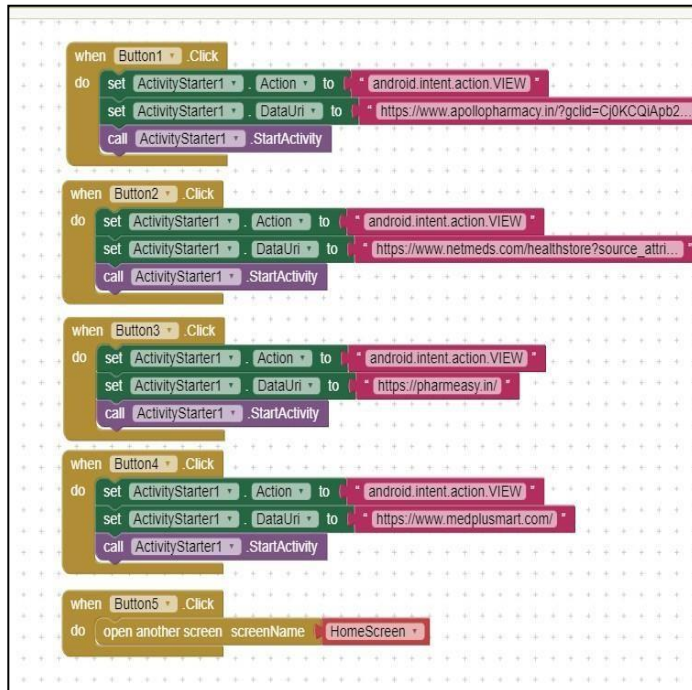 when Button1 .Click
do set ActivityStarter1 . Action to " android.intent.action.VIEW "
set ActivityStarter1 . DataUri to " https://www.apollopharmacy.in/?gclid=Cj0KCQiApb2...
call ActivityStarter1 .StartActivity
when Button2 .Click
do set ActivityStarter1 . Action to " android.intent.action.VIEW "
set ActivityStarter1 . DataUri to " https://www.netmeds.com/healthstore?source_attri... "
call ActivityStarter1 .StartActivity
when Button3 .Click
do set ActivityStarter1 . Action to " android.intent.action.VIEW "
set ActivityStarter1 . DataUri to " https://pharmeasy.in/ "
call ActivityStarter1 .StartActivity
when Button4 .Click
do set ActivityStarter1 . Action to " android.intent.action.VIEW "
set ActivityStarter1 . DataUri to " https://www.medplusmart.com/ "
call ActivityStarter1 .StartActivity
when Button5 .Click
do open another screen screenName HomeScreen